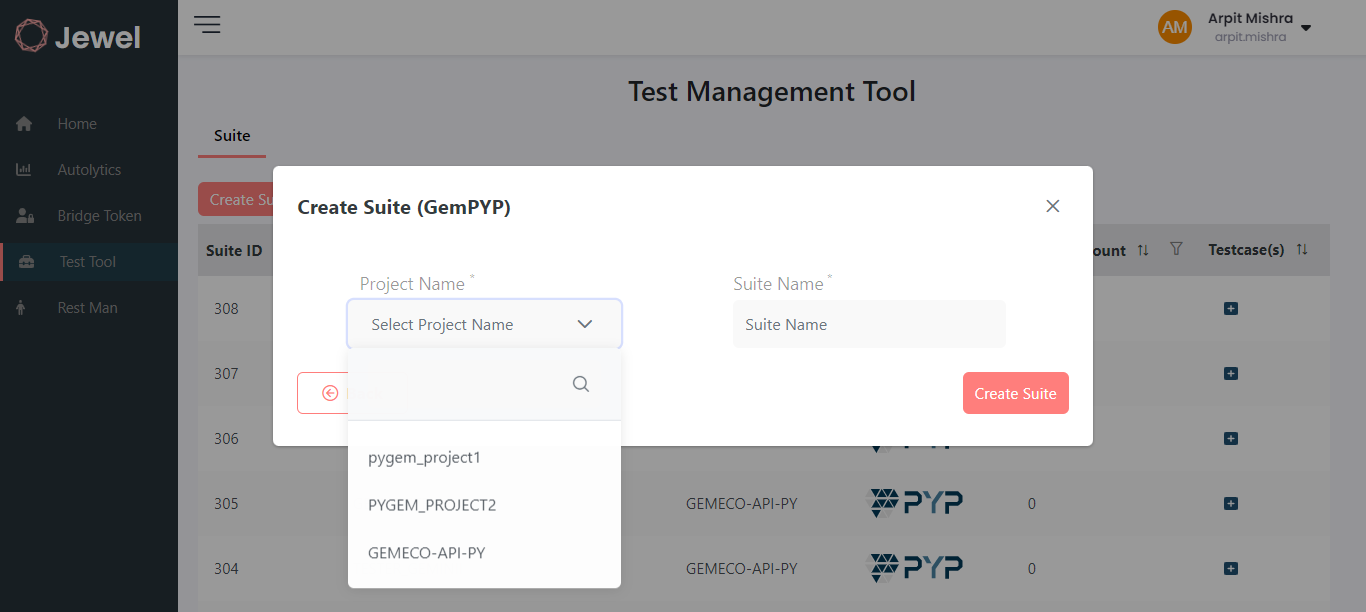 Jewel
AM
Arpit Mishra
arpit.mishra
Home
Autolytics
Bridge Token
Test Tool
Rest Man
Test Management Tool
Suite
Create Su
Suite ID
ount
Testcase(s)
Create Suite (GemPYP)
Project Name *
Suite Name *
Select Project Name
Suite Name
Create Suite
pygem_project1
PYGEM_PROJECT2
GEMECO-API-PY
308
307
306
305 GEMECO-API-PY PYP 0
304 GEMECO-API-PY PYP 0